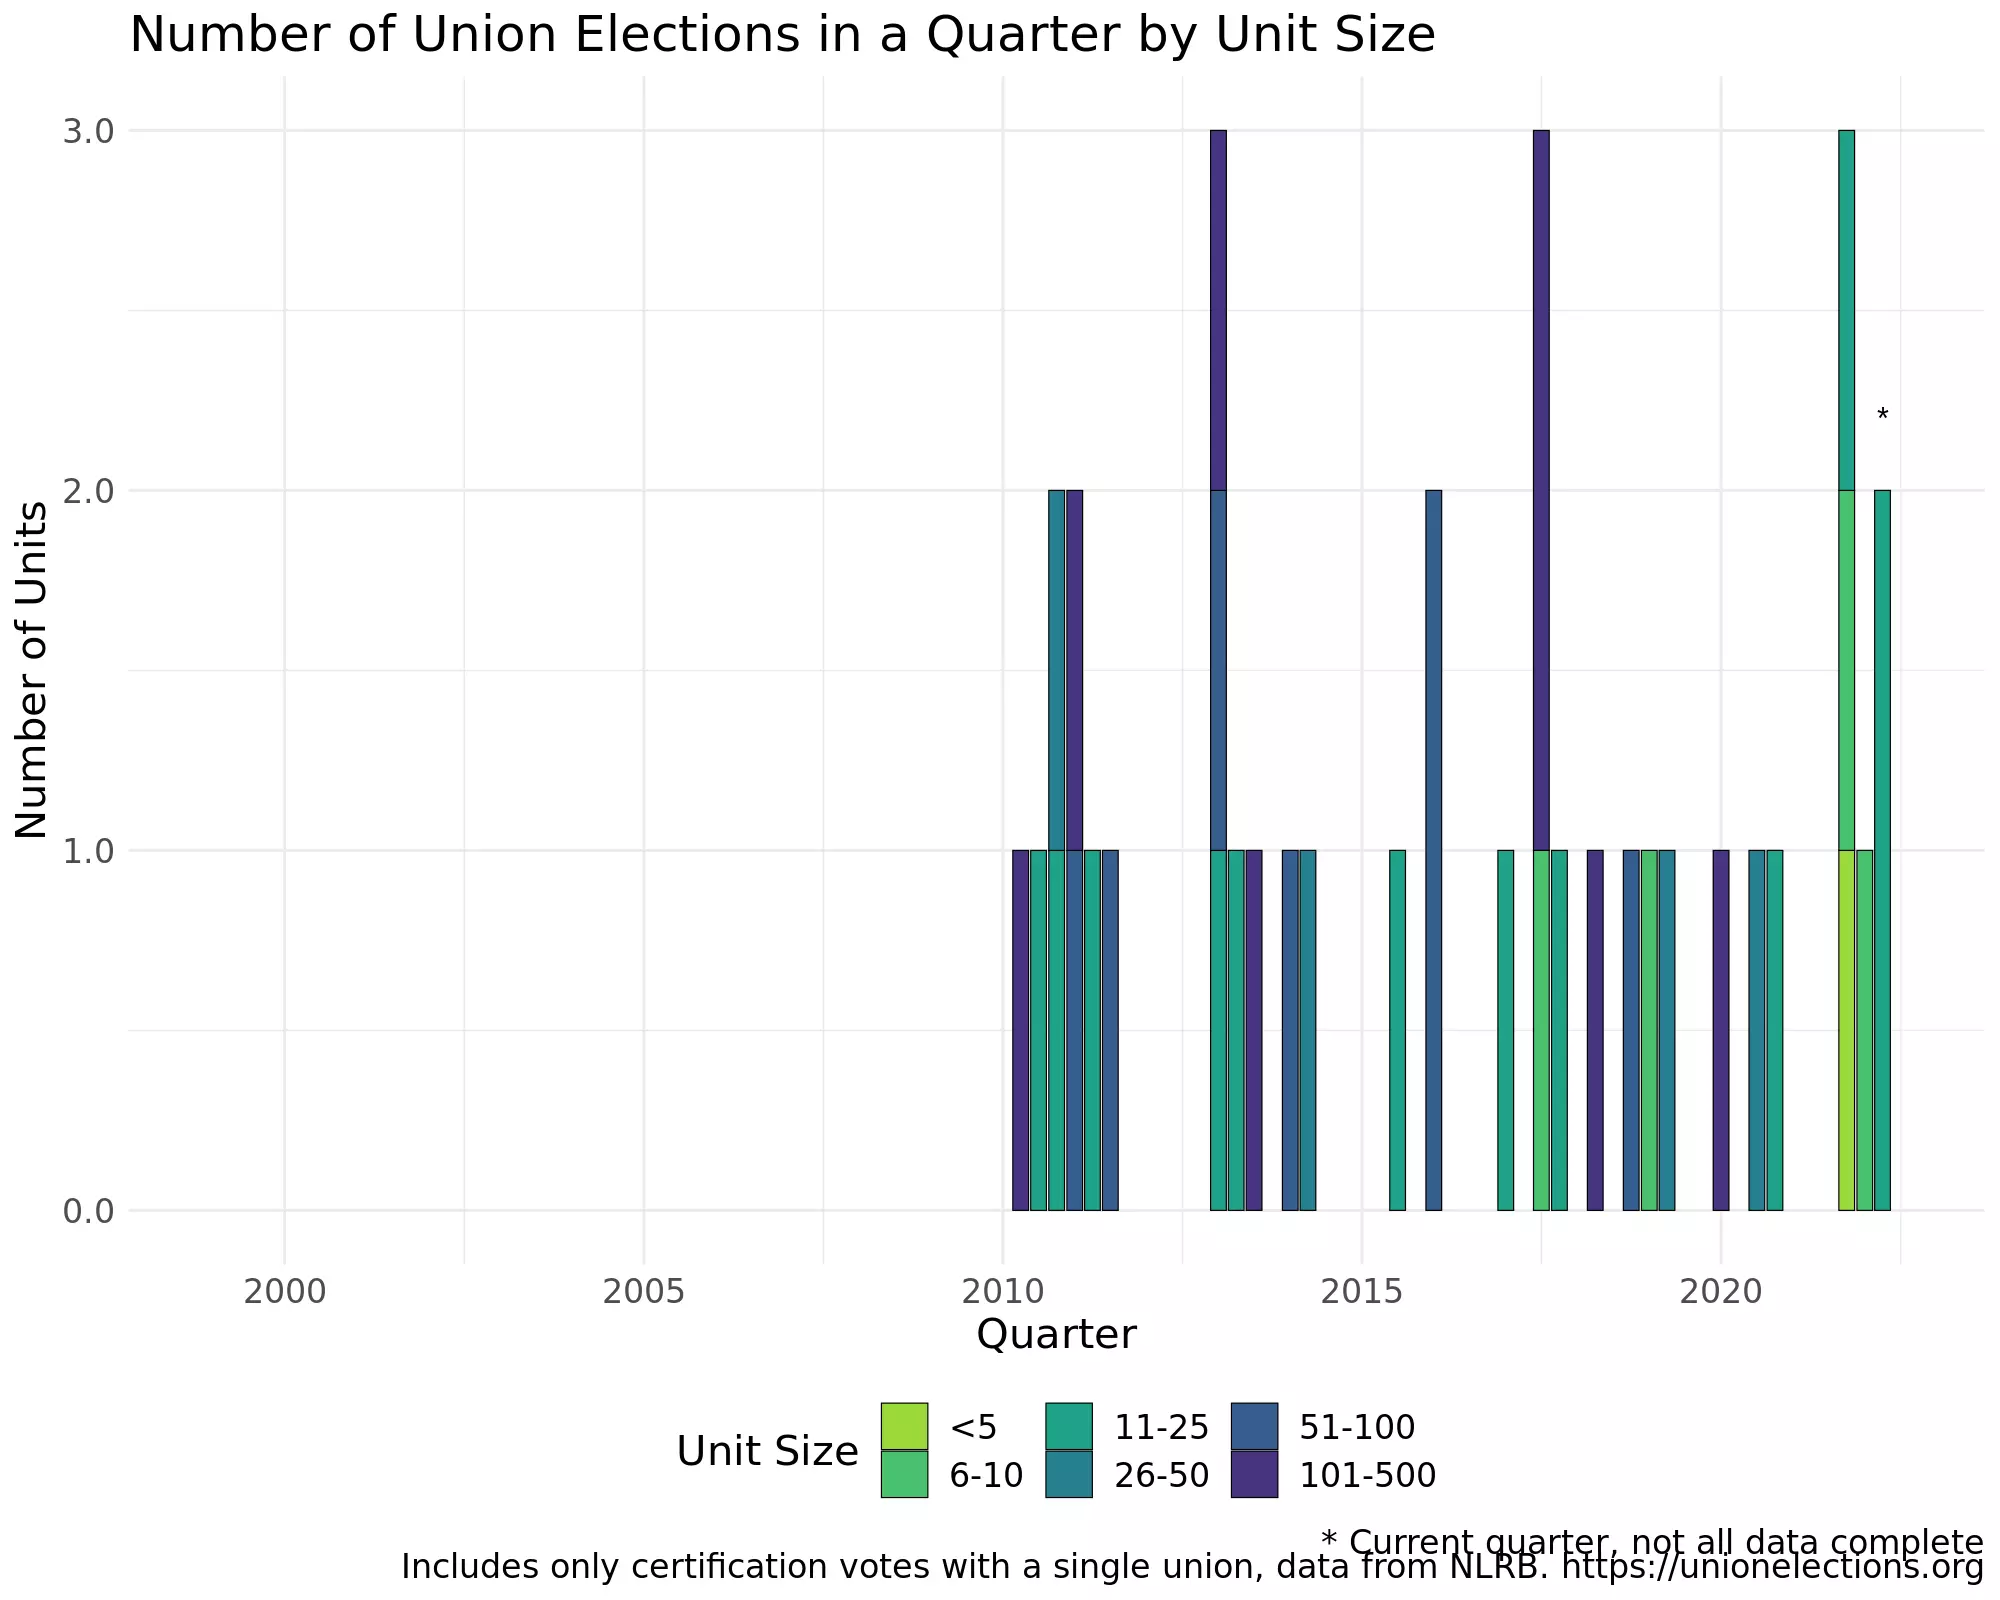 Number of Union Elections in a Quarter by Unit Size
Number of Units
3.0
2.0
1.0
0.0
*
2000 2005 2010 2015 2020
Quarter
Unit Size
<5 11-25 51-100
6-10 26-50 101-500
* Current quarter, not all data complete
Includes only certification votes with a single union, data from NLRB. https://unionelections.org